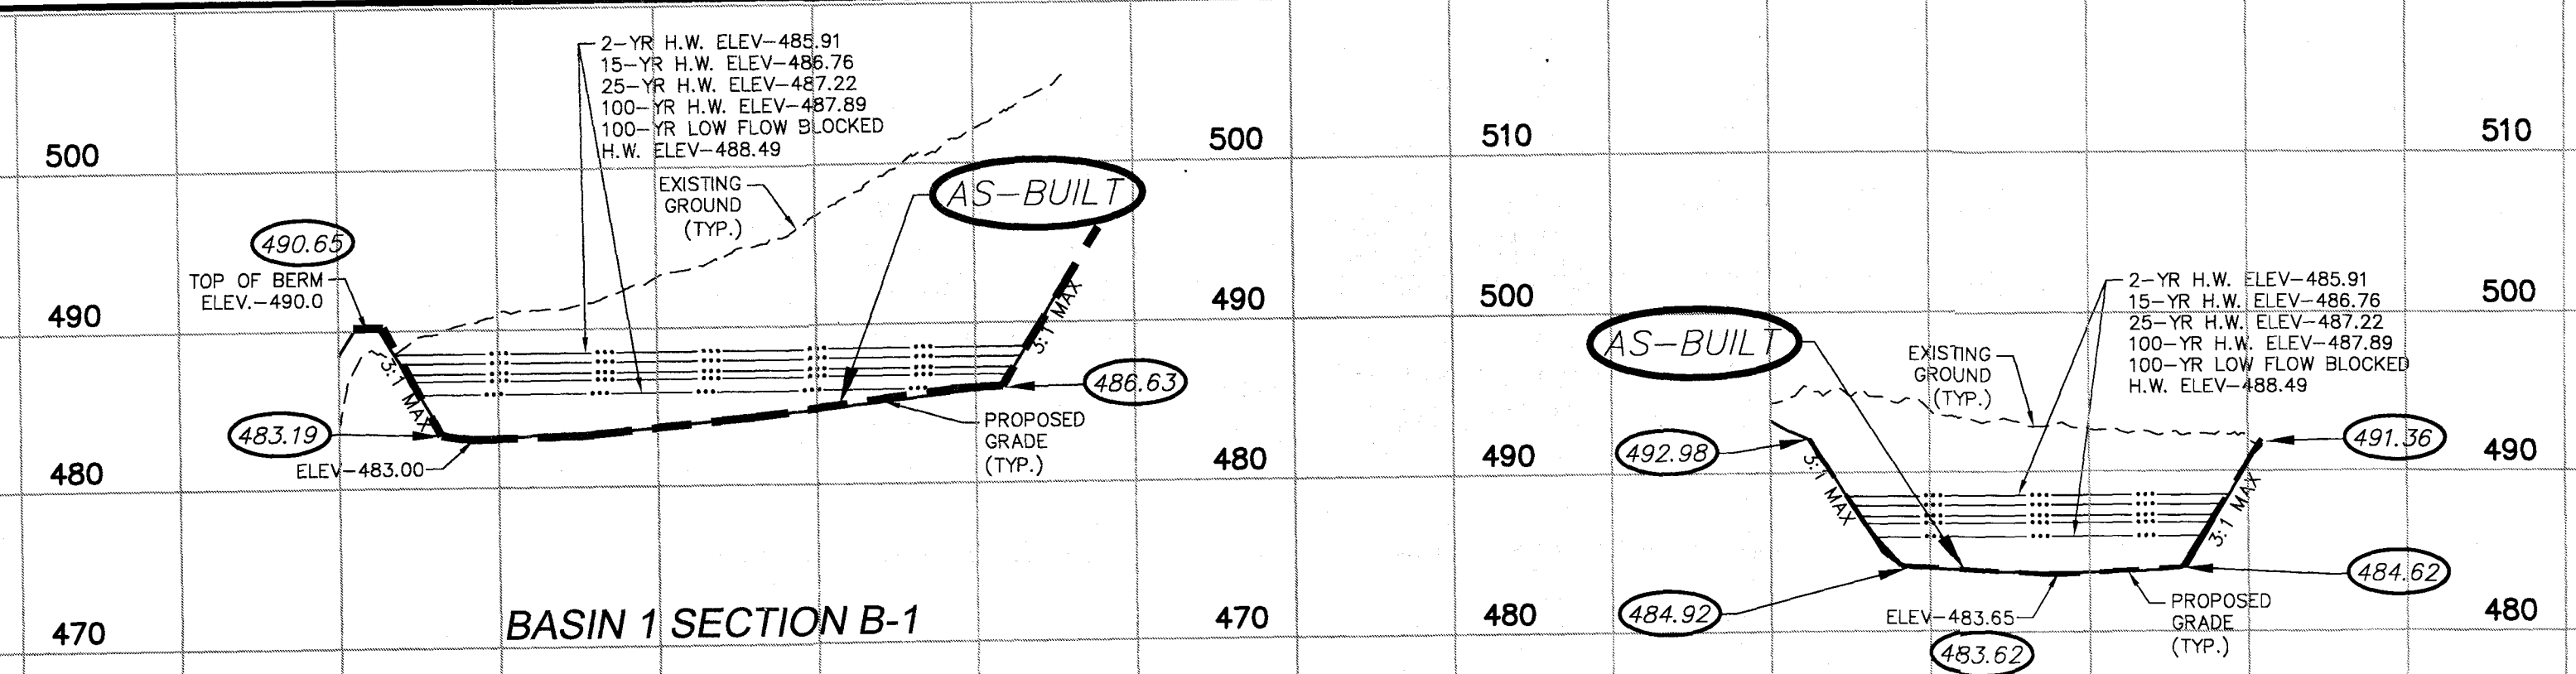 2-YR H.W. ELEV-485.91
15-YR H.W. ELEV-486.76
25-YR H.W. ELEV-487.22
100-YR H.W. ELEV-487.89
100-YR LOW FLOW BLOCKED
H.W. ELEV-488.49
500
500
EXISTING
GROUND
(TYP.)
AS-BUILT
490.65
TOP OF BERM
ELEV.-490.0
490
490
3:1 MAX
3:1 MAX
486.63
483.19
ELEV-483.00
PROPOSED
GRADE
(TYP.)
480
480
BASIN 1 SECTION B-1
470
470
510
510
500
500
2-YR H.W. ELEV-485.91
15-YR H.W. ELEV-486.76
25-YR H.W. ELEV-487.22
100-YR H.W. ELEV-487.89
100-YR LOW FLOW BLOCKED
H.W. ELEV-488.49
AS-BUILT
EXISTING
GROUND
(TYP.)
492.98
491.36
490
490
3:1 MAX
3:1 MAX
484.62
484.92
ELEV-483.65
483.62
PROPOSED
GRADE
(TYP.)
480
480